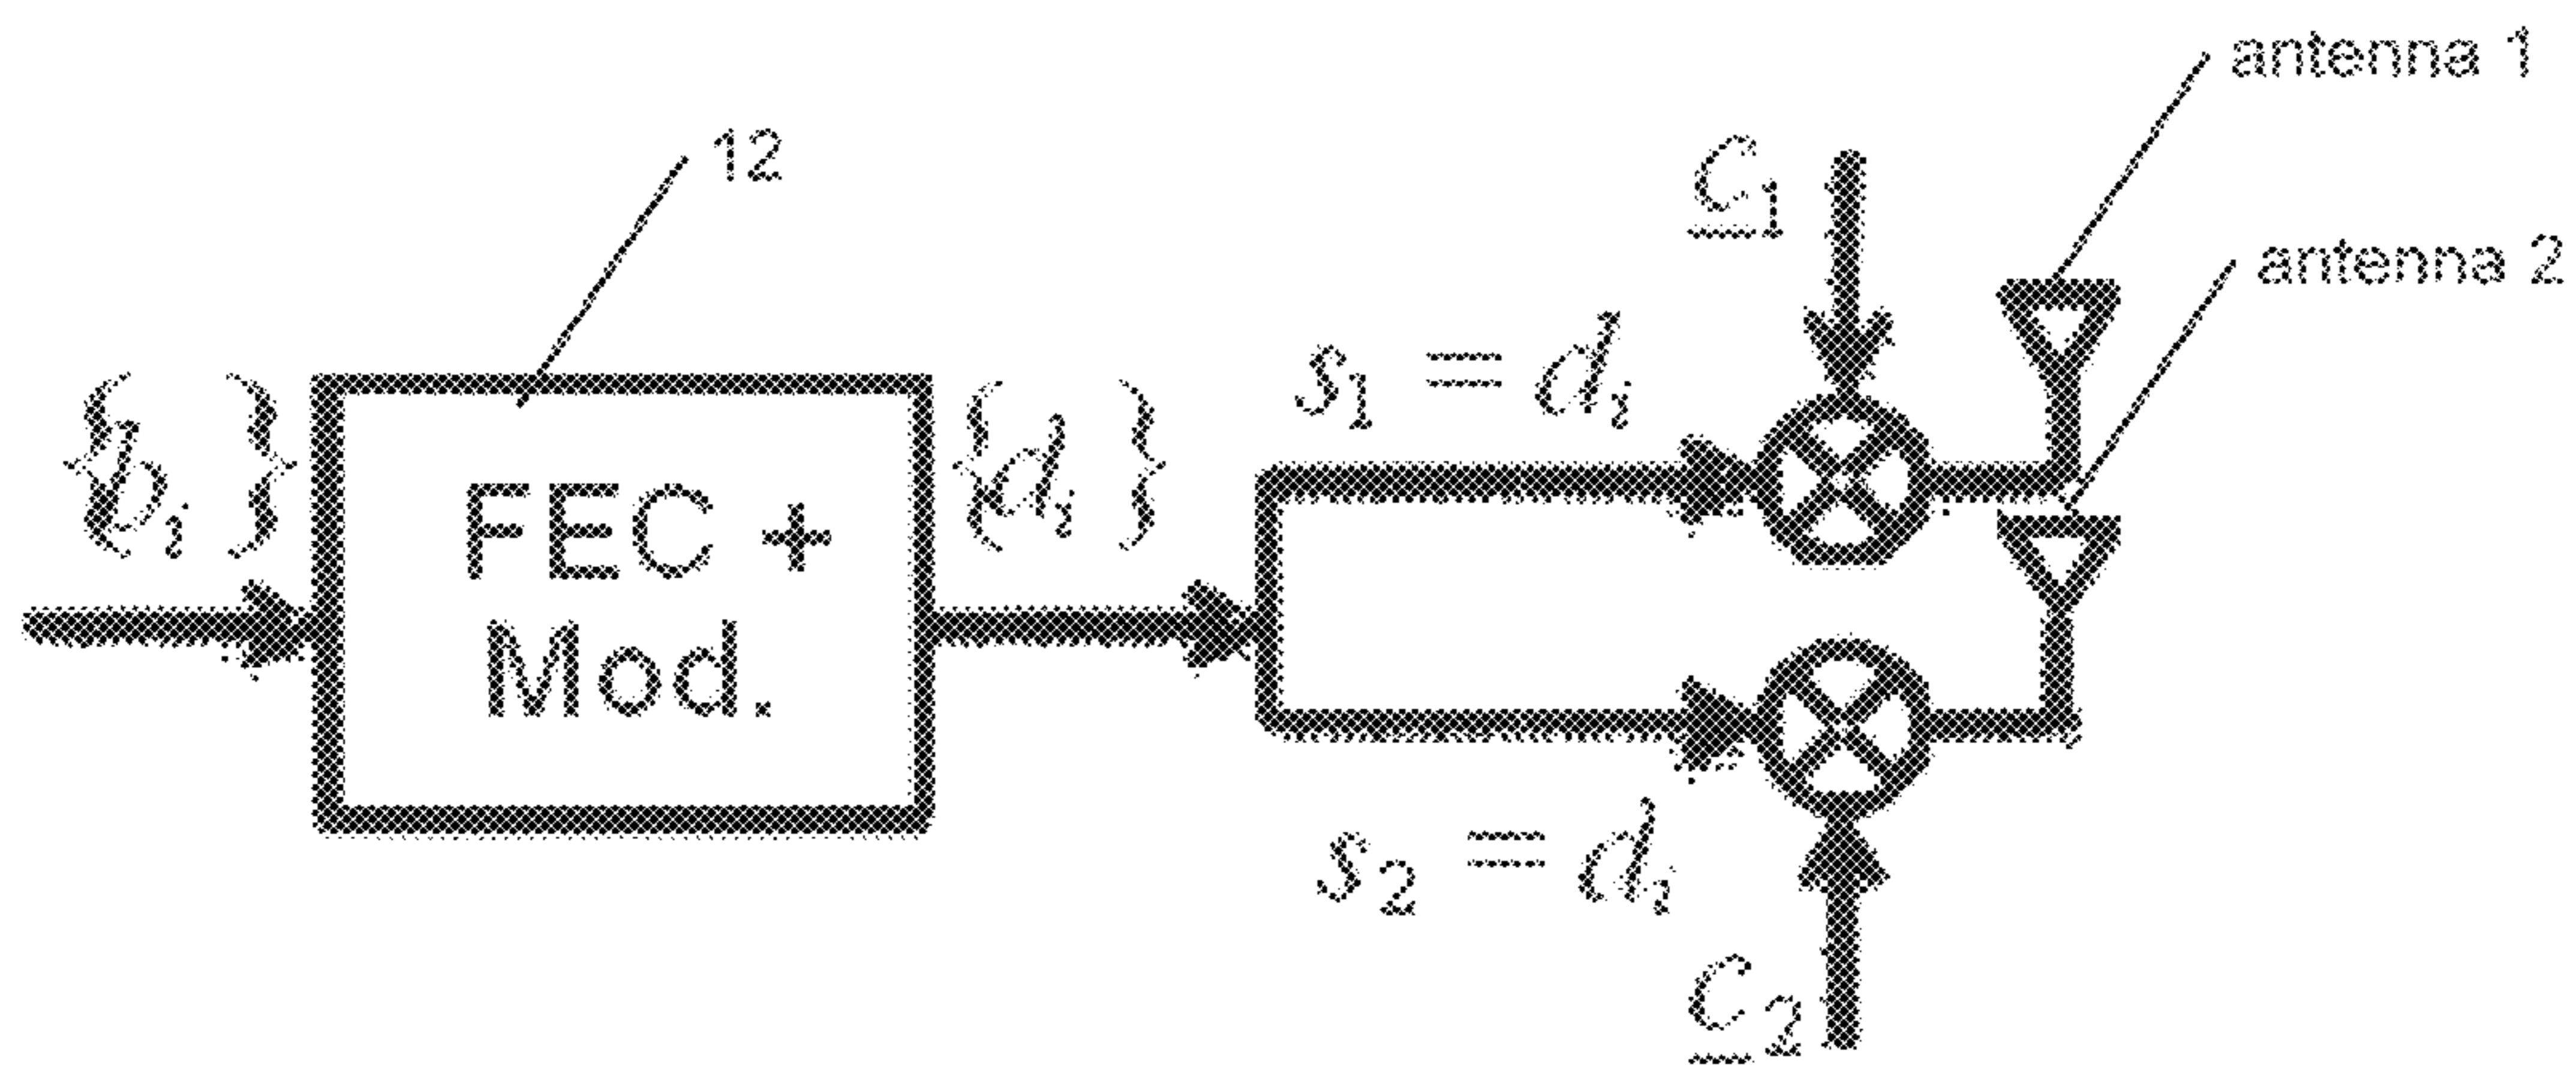 antenna 1
12
c₁
antenna 2
s₁ = dᵢ
{bᵢ}
{dᵢ}
FEC +
Mod.
s₂ = dᵢ
c₂